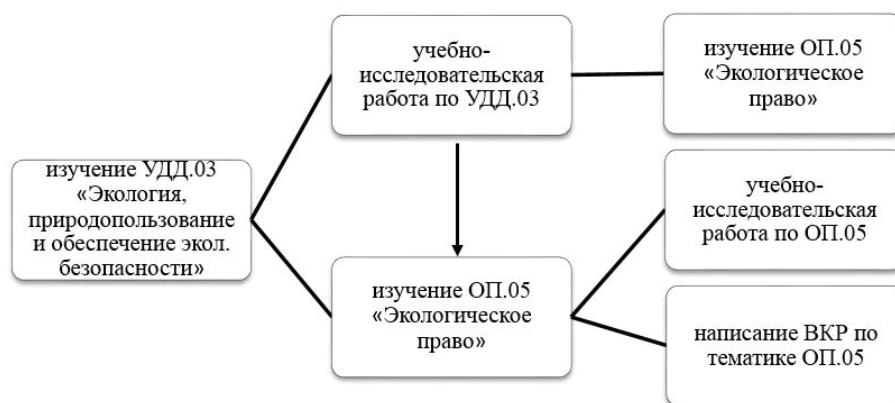 изучение УДД.03
«Экология,
природопользование
и обеспечение экол.
безопасности»
учебно-
исследовательская
работа по УДД.03
изучение ОП.05
«Экологическое
право»
изучение ОП.05
«Экологическое
право»
учебно-
исследовательская
работа по ОП.05
написание ВКР по
тематике ОП.05